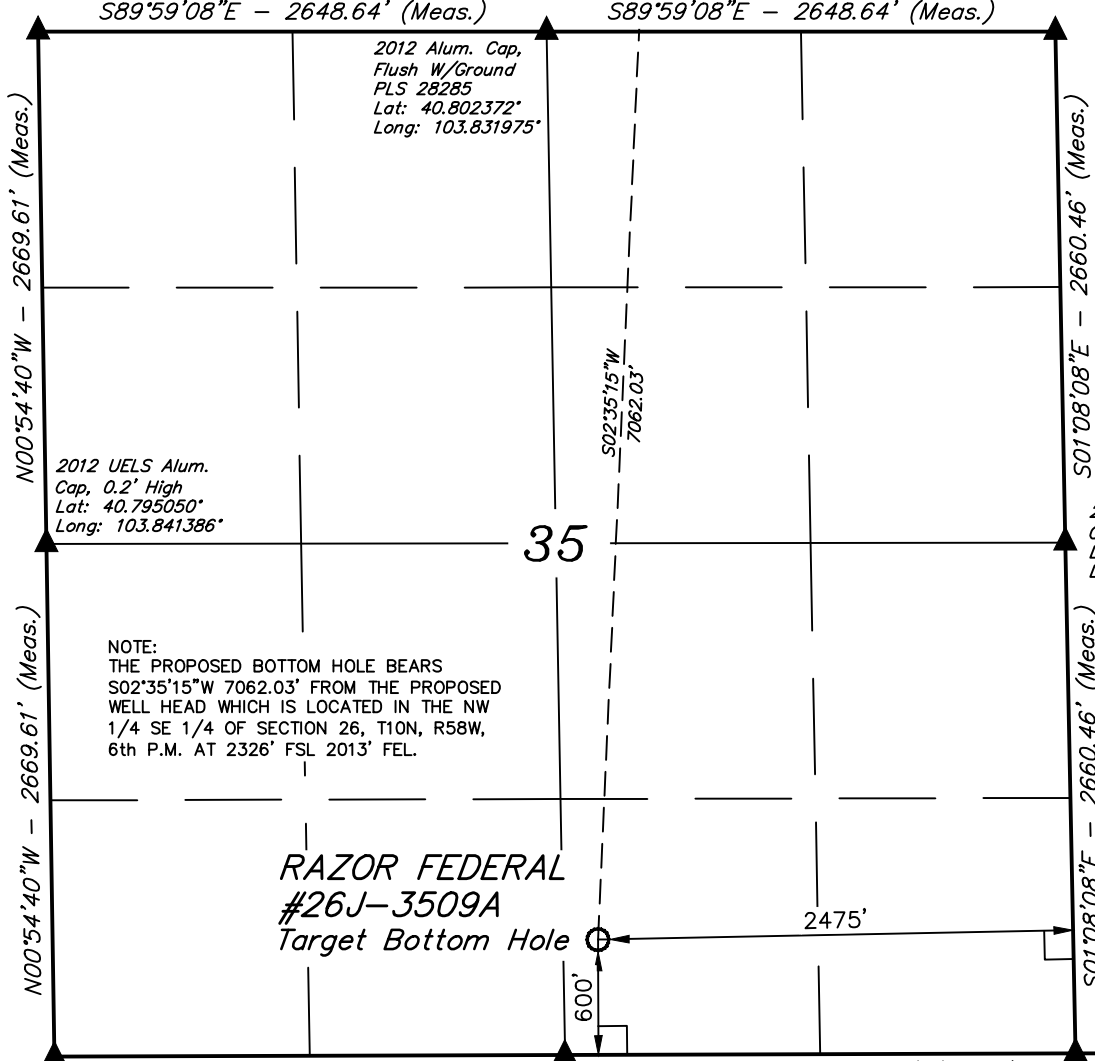 S89°59'08"E - 2648.64' (Meas.)
S89°59'08"E - 2648.64' (Meas.)
2012 Alum. Cap,
Flush W/Ground
PLS 28285
Lat: 40.802372°
Long: 103.831975°
N00°54'40"W - 2669.61' (Meas.)
S01°08'08"E - 2660.46' (Meas.)
S02°35'15"W
7062.03'
2012 UELS Alum.
Cap, 0.2' High
Lat: 40.795050°
Long: 103.841386°
35
NOTE:
THE PROPOSED BOTTOM HOLE BEARS
S02°35'15"W 7062.03' FROM THE PROPOSED
WELL HEAD WHICH IS LOCATED IN THE NW
1/4 SE 1/4 OF SECTION 26, T10N, R58W,
6th P.M. AT 2326' FSL 2013' FEL.
N00°54'40"W - 2669.61' (Meas.)
S01°08'08"E - 2660.46' (Meas.)
RAZOR FEDERAL
#26J-3509A
Target Bottom Hole
2475'
600'